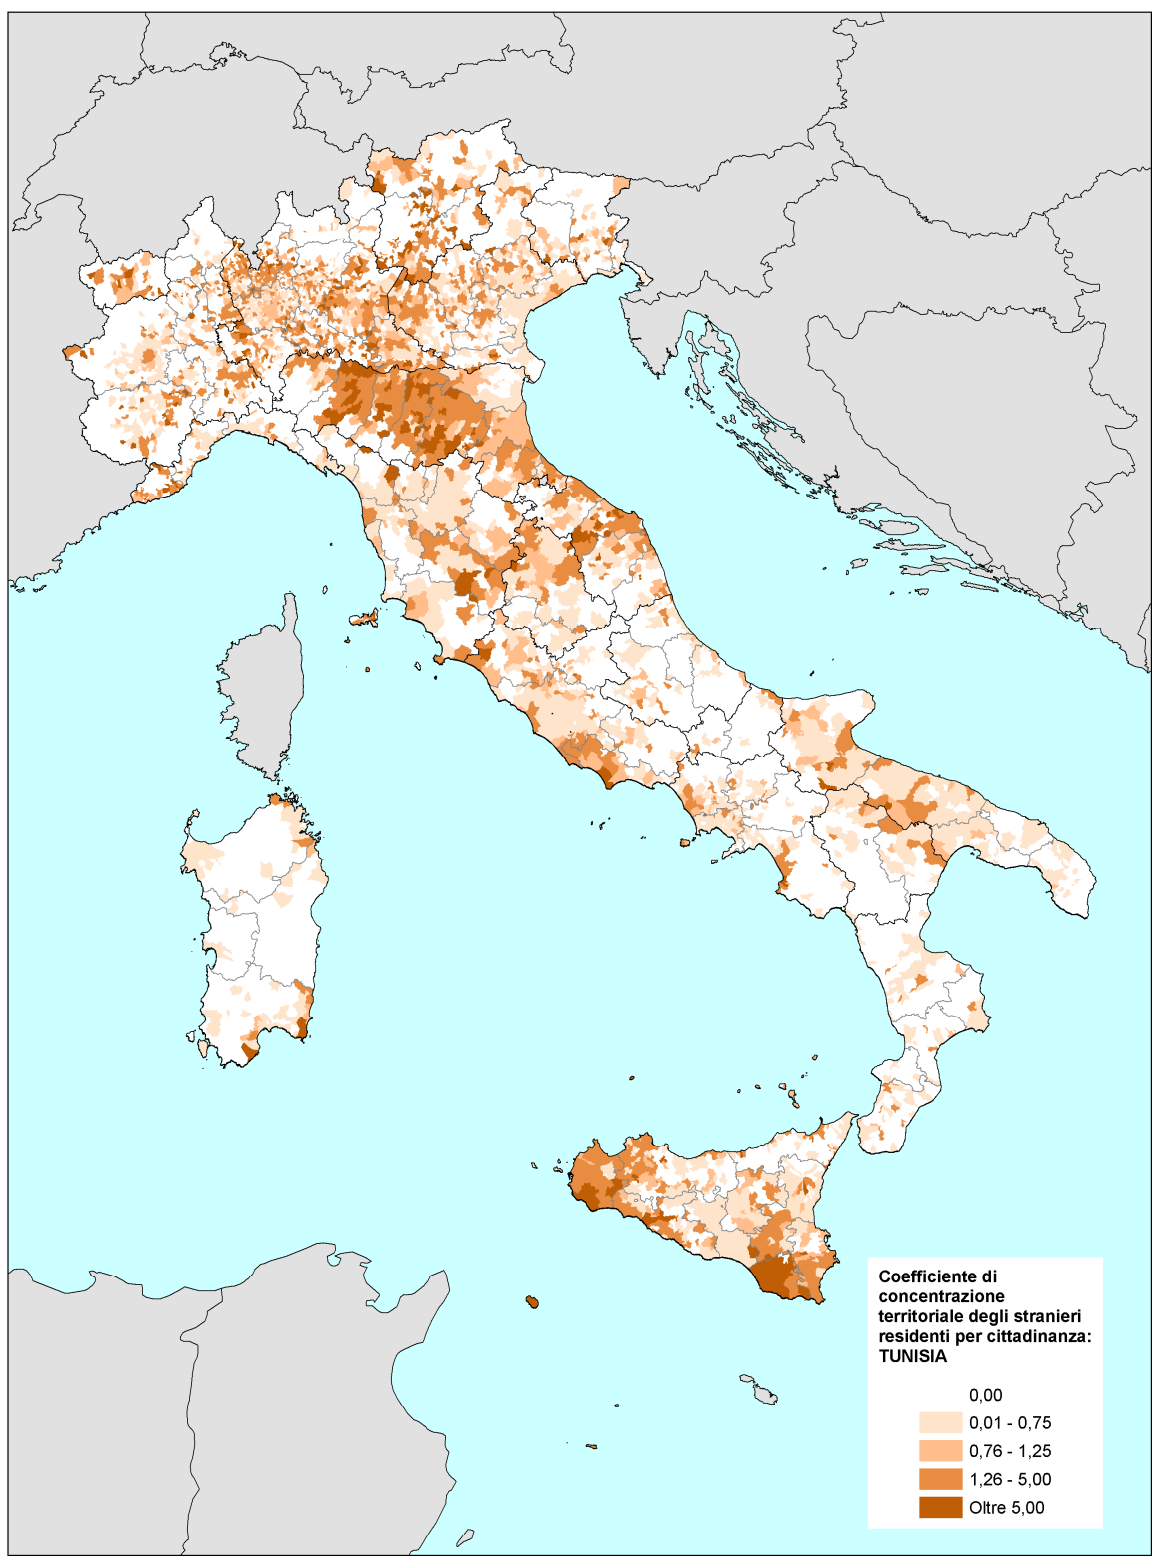 Coefficiente di
concentrazione
territoriale degli stranieri
residenti per cittadinanza:
TUNISIA
0,00
0,01 - 0,75
0,76 - 1,25
1,26 - 5,00
Oltre 5,00